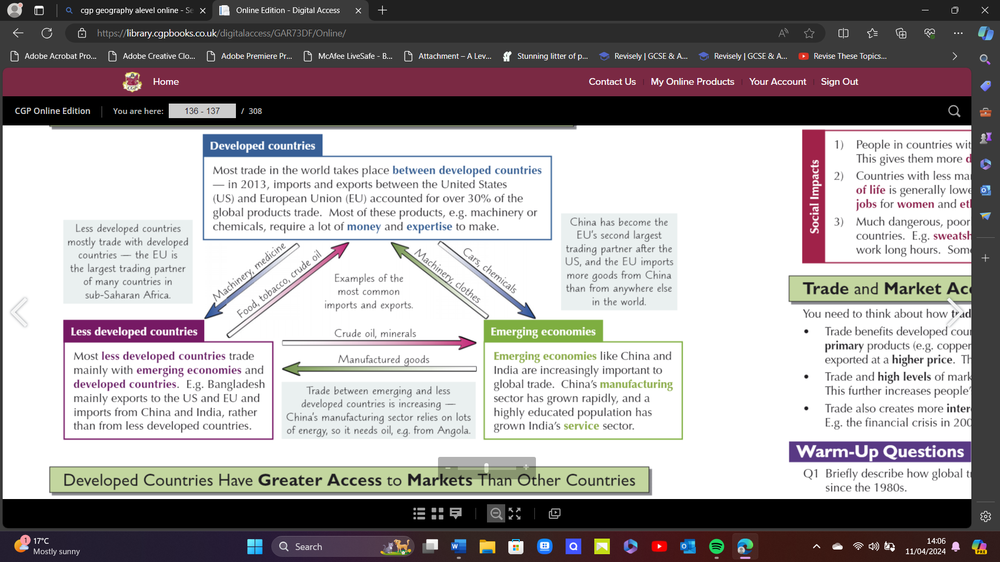 cgp geography alevel online - Se
Online Edition - Digital Access
https://library.cgpbooks.co.uk/digitalaccess/GAR73DF/Online/
Adobe Acrobat Pro...
Adobe Creative Clo...
Adobe Premiere Pr...
McAfee LiveSafe - B...
Attachment – A Lev...
Stunning litter of p...
Revisely | GCSE & A...
Revisely | GCSE & A...
Revise These Topics...
CGP
Home
Contact Us
My Online Products
Your Account
Sign Out
CGP Online Edition
You are here:
136 - 137
/ 308
Developed countries
Most trade in the world takes place between developed countries
— in 2013, imports and exports between the United States
(US) and European Union (EU) accounted for over 30% of the
global products trade. Most of these products, e.g. machinery or
chemicals, require a lot of money and expertise to make.
Less developed countries
mostly trade with developed
countries — the EU is
the largest trading partner
of many countries in
sub-Saharan Africa.
China has become the
EU's second largest
trading partner after the
US, and the EU imports
more goods from China
than from anywhere else
in the world.
Machinery, medicine
Food, tobacco, crude oil
Examples of the
most common
imports and exports.
Machinery, clothes
Cars, chemicals
Less developed countries
Most less developed countries trade
mainly with emerging economies and
developed countries. E.g. Bangladesh
mainly exports to the US and EU and
imports from China and India, rather
than from less developed countries.
Crude oil, minerals
Manufactured goods
Trade between emerging and less
developed countries is increasing —
China's manufacturing sector relies on lots
of energy, so it needs oil, e.g. from Angola.
Emerging economies
Emerging economies like China and
India are increasingly important to
global trade. China's manufacturing
sector has grown rapidly, and a
highly educated population has
grown India's service sector.
Developed Countries Have Greater Access to Markets Than Other Countries
Social Impacts
1) People in countries wit
This gives them more d
2) Countries with less mar
of life is generally lowe
jobs for women and eth
3) Much dangerous, poor
countries. E.g. sweatsh
work long hours. Some
Trade and Market Acc
You need to think about how trad
• Trade benefits developed cour
primary products (e.g. copper
exported at a higher price. Th
• Trade and high levels of mark
This further increases people'
• Trade also creates more inter
E.g. the financial crisis in 200
Warm-Up Questions
Q1 Briefly describe how global t
since the 1980s.
1
17°C
Mostly sunny
Search
14:06
11/04/2024
PRE